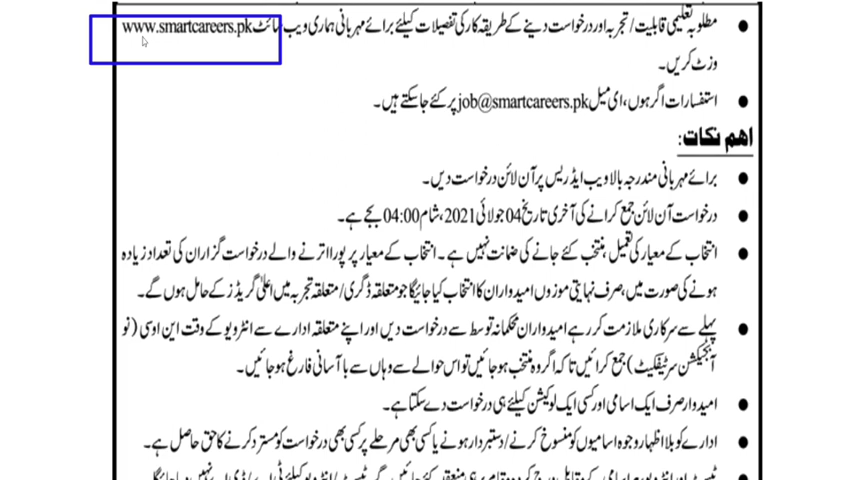 مطلوبہ تعلیمی قابلیت/تجربہ اور درخواست دینے کے طریقہ کار کی تفصیلات کیلئے برائے مہربانی ہماری ویب سائٹ www.smartcareers.pk
وزٹ کریں۔
استفسارات اگر ہوں، ای میل job@smartcareers.pk پر کئے جاسکتے ہیں۔
اہم نکات:
برائے مہربانی مندرجہ بالا ویب ایڈریس پر آن لائن درخواست دیں۔
درخواست آن لائن جمع کرانے کی آخری تاریخ 04 جولائی 2021، شام 04:00 بجے ہے۔
انتخاب کے معیار کی تکمیل، منتخب کئے جانے کی ضمانت نہیں ہے۔ انتخاب کے معیار پر پورا اترنے والے درخواست گزاران کی تعداد زیادہ
ہونے کی صورت میں، صرف نہایتی موزوں امیدواران کا انتخاب کیا جائیگا جو متعلقہ ڈگری/متعلقہ تجربہ میں اعلیٰ گریڈز کے حامل ہوں گے۔
پہلے سے سرکاری ملازمت کر رہے امیدواران محکمانہ توسط سے درخواست دیں اور اپنے متعلقہ ادارے سے انٹرویو کے وقت این او سی (نو
آبجیکشن سرٹیفکیٹ) جمع کرائیں تاکہ اگر وہ منتخب ہوجائیں تو اس حوالے سے وہاں سے با آسانی فارغ ہوجائیں۔
امیدوار صرف ایک اسامی اور کسی ایک لوکیشن کیلئے ہی درخواست دے سکتا ہے۔
ادارے کو بلا اظہار وجوہ اسامیوں کو منسوخ کرنے/دستبردار ہونے یا کسی بھی مرحلے پر کسی بھی درخواست کو مسترد کرنے کا حق حاصل ہے۔